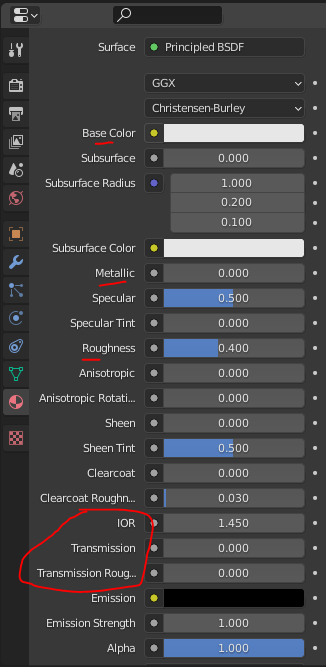 Surface Principled BSDF
GGX
Christensen-Burley
Base Color
Subsurface 0.000
Subsurface Radius 1.000
0.200
0.100
Subsurface Color
Metallic 0.000
Specular 0.500
Specular Tint 0.000
Roughness 0.400
Anisotropic 0.000
Anisotropic Rotati... 0.000
Sheen 0.000
Sheen Tint 0.500
Clearcoat 0.000
Clearcoat Roughn... 0.030
IOR 1.450
Transmission 0.000
Transmission Roug... 0.000
Emission
Emission Strength 1.000
Alpha 1.000